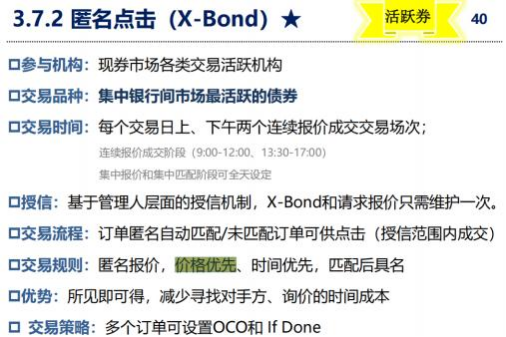 3.7.2 匿名点击（X-Bond）★
活跃券
40
参与机构：现券市场各类交易活跃机构
交易品种：集中银行间市场最活跃的债券
交易时间：每个交易日上、下午两个连续报价成交交易场次；
连续报价成交阶段（9:00-12:00、13:30-17:00）
集中报价和集中匹配阶段可全天设定
授信：基于管理人层面的授信机制，X-Bond和请求报价只需维护一次。
交易流程：订单匿名自动匹配/未匹配订单可供点击（授信范围内成交）
交易规则：匿名报价，价格优先、时间优先，匹配后具名
优势：所见即可得，减少寻找对手方、询价的时间成本
交易策略：多个订单可设置OCO和 If Done